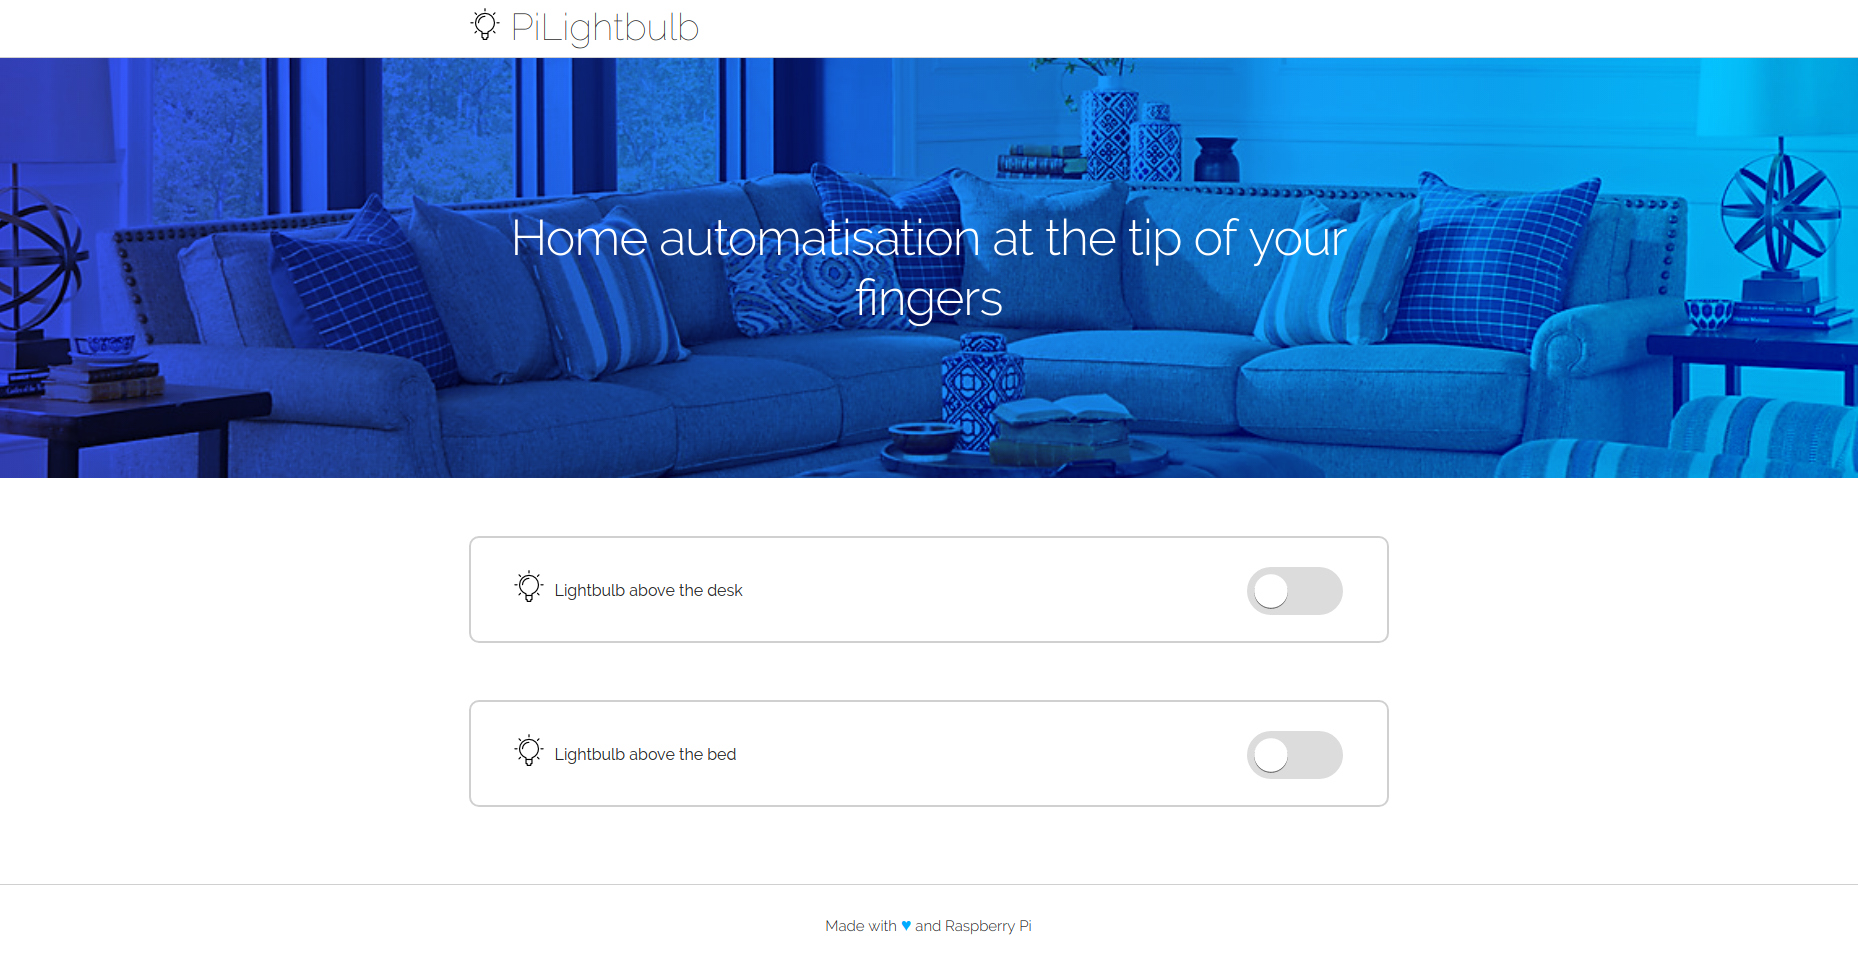 PiLightbulb
Home automatisation at the tip of your
fingers
Lightbulb above the desk
Lightbulb above the bed
Made with ♥ and Raspberry Pi